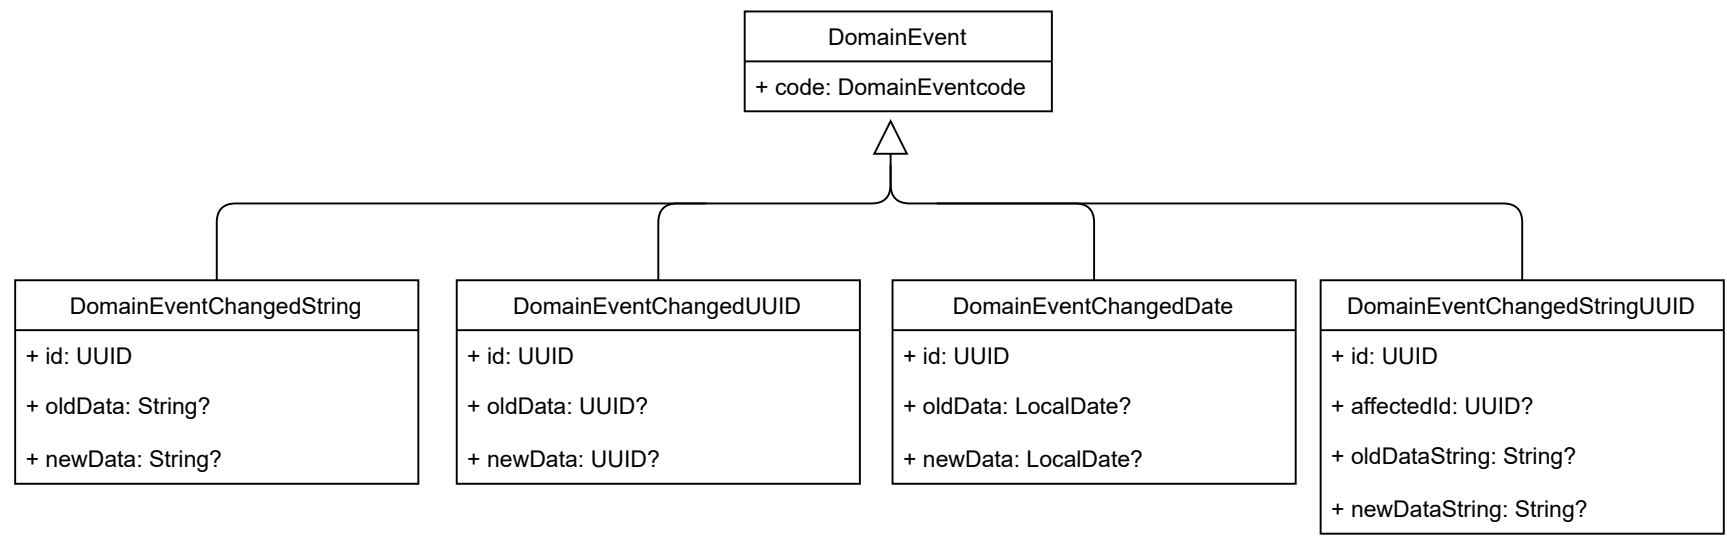 DomainEvent
+ code: DomainEventcode
DomainEventChangedString
+ id: UUID
+ oldData: String?
+ newData: String?
DomainEventChangedUUID
+ id: UUID
+ oldData: UUID?
+ newData: UUID?
DomainEventChangedDate
+ id: UUID
+ oldData: LocalDate?
+ newData: LocalDate?
DomainEventChangedStringUUID
+ id: UUID
+ affectedId: UUID?
+ oldDataString: String?
+ newDataString: String?